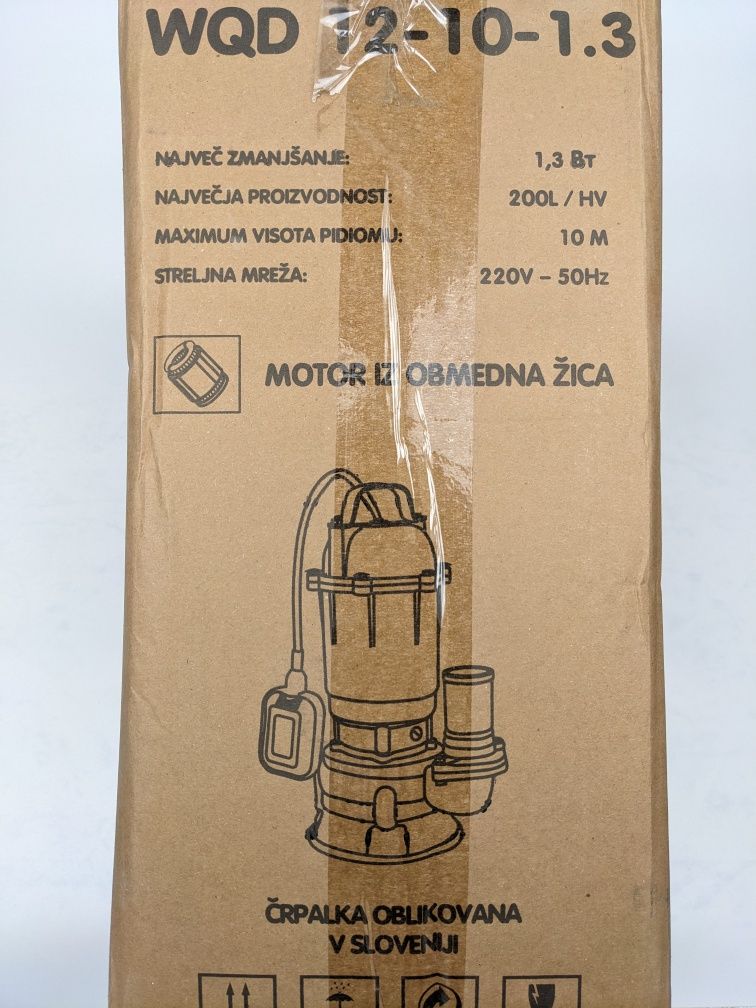 WQD 12-10-1.3
NAJVEČ ZMANJŠANJE: 1,3 Вт
NAJVEČJA PROIZVODNOST: 200L / HV
MAXIMUM VISOTA PIDIOMU: 10 M
STRELJNA MREŽA: 220V – 50Hz
MOTOR IZ OBMEDNA ŽICA
ČRPALKA OBLIKOVANA
V SLOVENIJI